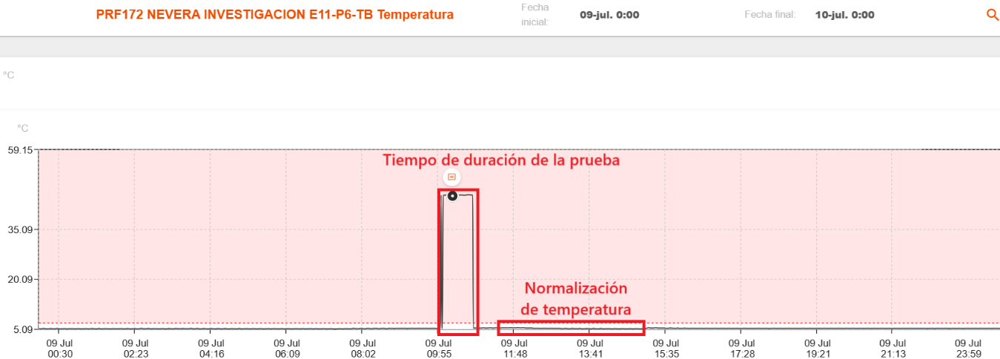 PRF172 NEVERA INVESTIGACION E11-P6-TB Temperatura
Fecha
inicial:
09-jul. 0:00
Fecha final:
10-jul. 0:00
°C
°C
59.15
35.09
20.09
5.09
Tiempo de duración de la prueba
Normalización
de temperatura
09 Jul
00:30
09 Jul
02:23
09 Jul
04:16
09 Jul
06:09
09 Jul
08:02
09 Jul
09:55
09 Jul
11:48
09 Jul
13:41
09 Jul
15:35
09 Jul
17:28
09 Jul
19:21
09 Jul
21:13
09 Jul
23:59